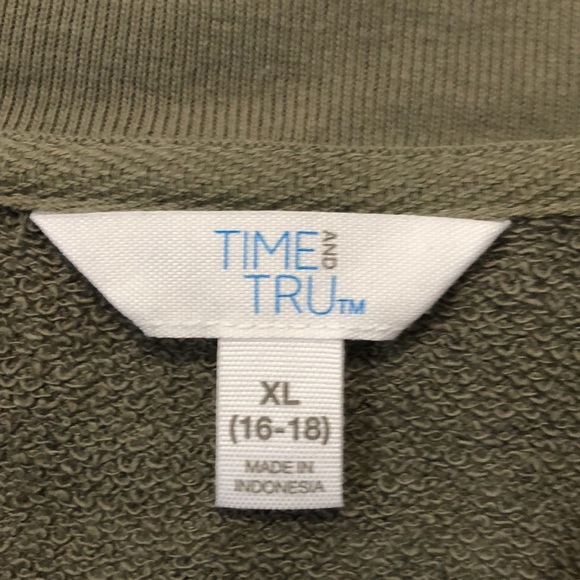 TIME AND
TRU™
XL
(16-18)
MADE IN
INDONESIA